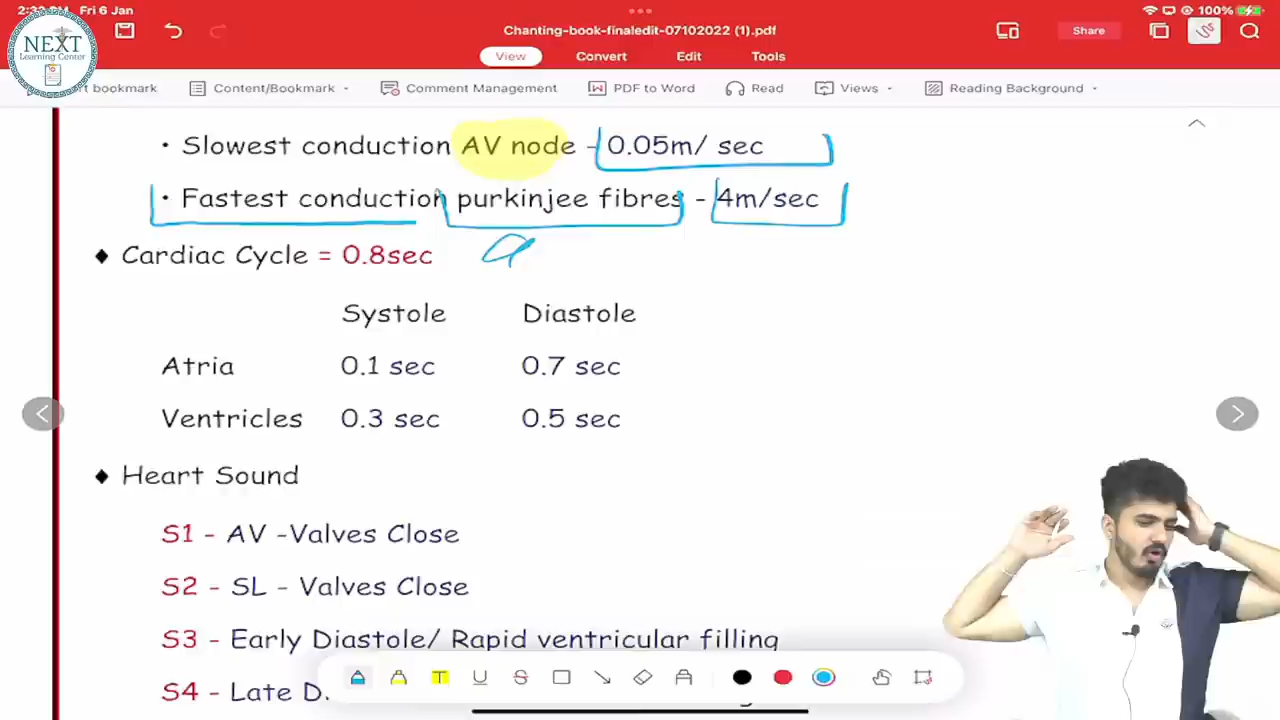 2:33 Fri 6 Jan
100%
NEXT
Learning Center
Chanting-book-finaledit-07102022 (1).pdf
Share
View Convert Edit Tools
bookmark Content/Bookmark Comment Management PDF to Word Read Views Reading Background
• Slowest conduction AV node - 0.05m/ sec
• Fastest conduction purkinjee fibres - 4m/sec
♦ Cardiac Cycle = 0.8sec
Systole Diastole
Atria 0.1 sec 0.7 sec
Ventricles 0.3 sec 0.5 sec
♦ Heart Sound
S1 - AV -Valves Close
S2 - SL - Valves Close
S3 - Early Diastole/ Rapid ventricular filling
S4 - Late D.